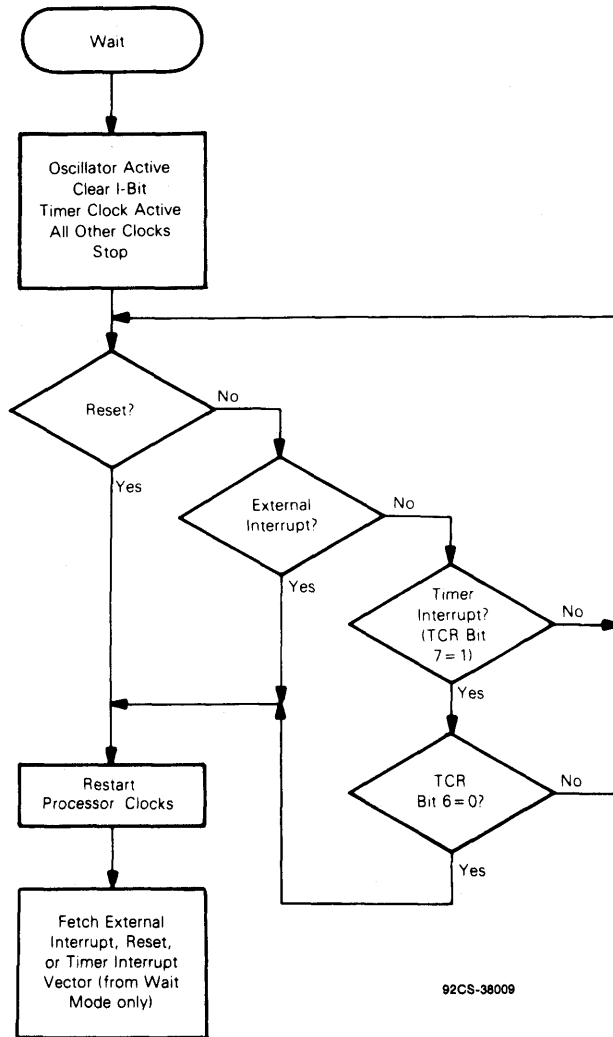 Wait
Oscillator Active
Clear I-Bit
Timer Clock Active
All Other Clocks
Stop
Reset?
No
Yes
External
Interrupt?
No
Yes
Timer
Interrupt?
(TCR Bit
7 = 1)
No
Yes
TCR
Bit 6 = 0?
No
Yes
Restart
Processor Clocks
Fetch External
Interrupt, Reset,
or Timer Interrupt
Vector (from Wait
Mode only)
92CS-38009